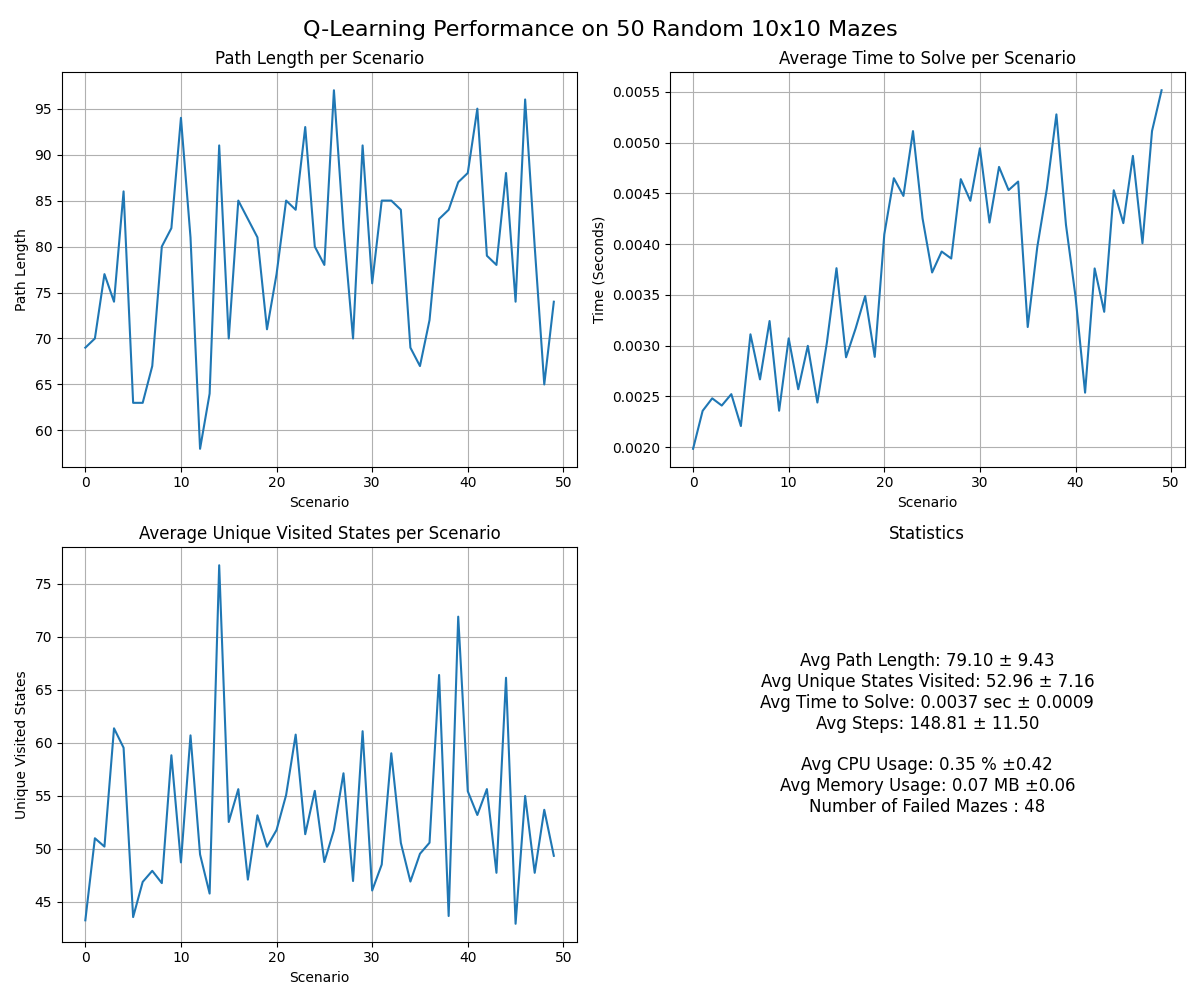 Q-Learning Performance on 50 Random 10x10 Mazes
Path Length per Scenario
95
90
85
80
75
70
65
60
Path Length
0 10 20 30 40 50
Scenario
Average Time to Solve per Scenario
0.0055
0.0050
0.0045
0.0040
0.0035
0.0030
0.0025
0.0020
Time (Seconds)
0 10 20 30 40 50
Scenario
Average Unique Visited States per Scenario
75
70
65
60
55
50
45
Unique Visited States
0 10 20 30 40 50
Scenario
Statistics
Avg Path Length: 79.10 ± 9.43
Avg Unique States Visited: 52.96 ± 7.16
Avg Time to Solve: 0.0037 sec ± 0.0009
Avg Steps: 148.81 ± 11.50
Avg CPU Usage: 0.35 % ±0.42
Avg Memory Usage: 0.07 MB ±0.06
Number of Failed Mazes : 48